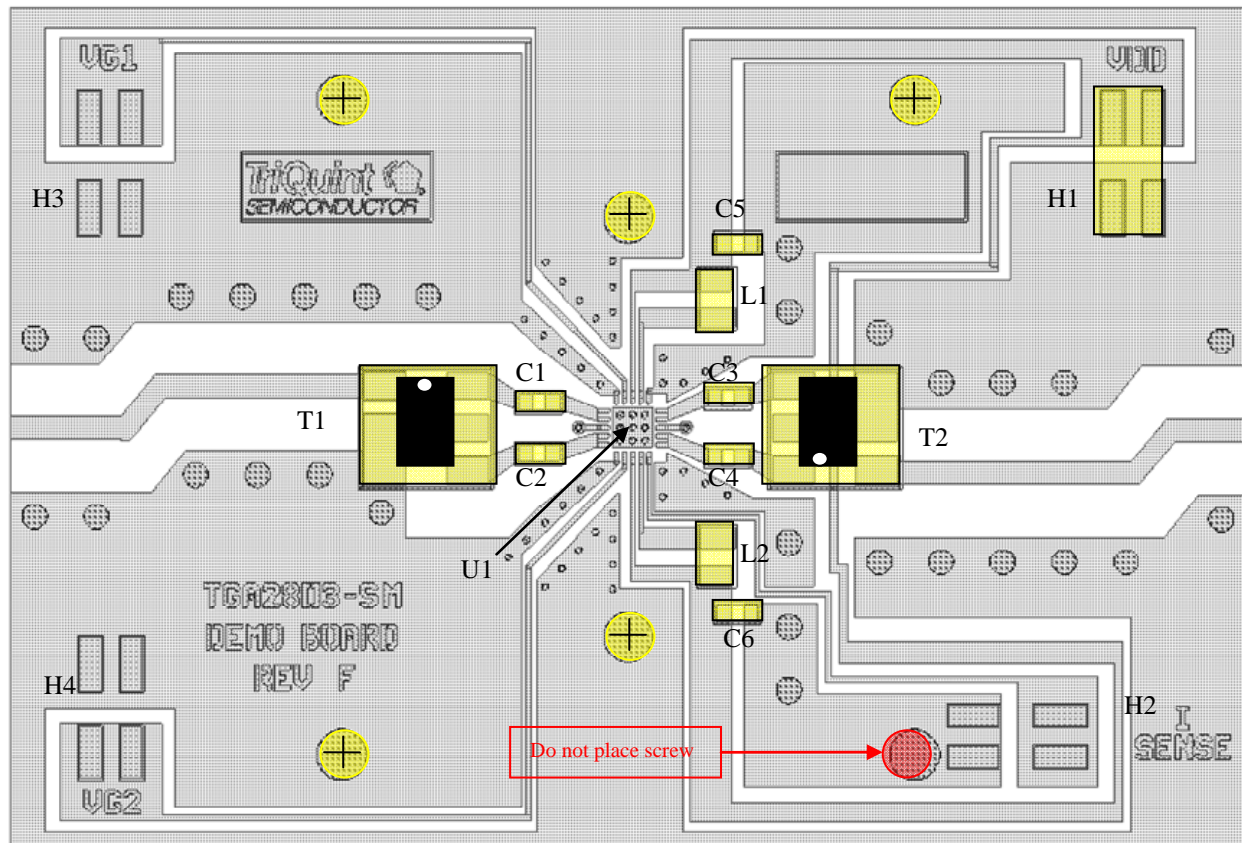 VG1
VDD
H3
TriQuint
SEMICONDUCTOR
H1
C5
L1
C1
C3
T1
T2
C2
C4
U1
L2
TGA2803-SM
DEMO BOARD
REV F
C6
H4
H2
I
SENSE
Do not place screw
VG2